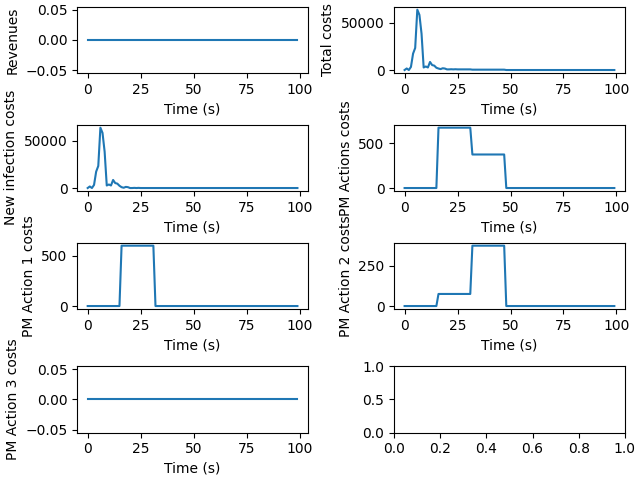 Revenues
0.05
0.00
−0.05
0 25 50 75 100
Time (s)
Total costs
50000
0
0 25 50 75 100
Time (s)
New infection costs
50000
0
0 25 50 75 100
Time (s)
PM Actions costs
500
0
0 25 50 75 100
Time (s)
PM Action 1 costs
500
0
0 25 50 75 100
Time (s)
PM Action 2 costs
250
0
0 25 50 75 100
Time (s)
PM Action 3 costs
0.05
0.00
−0.05
0 25 50 75 100
Time (s)
1.0
0.5
0.0
0.0 0.2 0.4 0.6 0.8 1.0